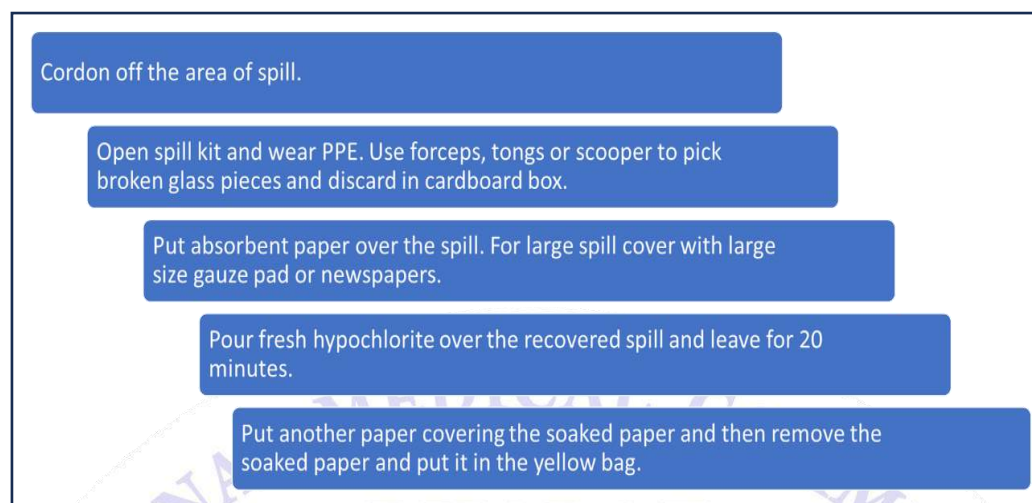 Cordon off the area of spill.
Open spill kit and wear PPE. Use forceps, tongs or scooper to pick
broken glass pieces and discard in cardboard box.
Put absorbent paper over the spill. For large spill cover with large
size gauze pad or newspapers.
Pour fresh hypochlorite over the recovered spill and leave for 20
minutes.
Put another paper covering the soaked paper and then remove the
soaked paper and put it in the yellow bag.
MEDICAL